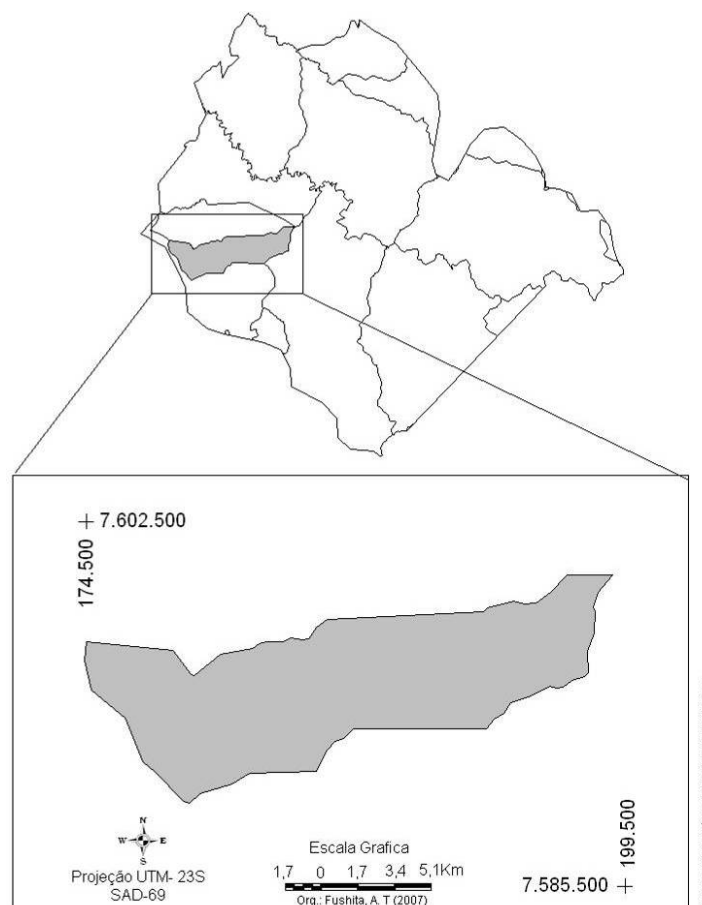 7.602.500
174.500
N
W E
S
Projeção UTM- 23S
SAD-69
Escala Grafica
1,7 0 1,7 3,4 5,1Km
Org.: Fushita, A. T (2007)
199.500
7.585.500